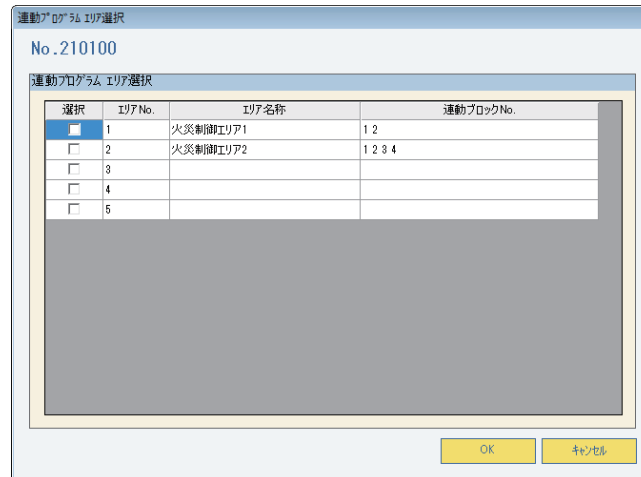 連動ﾌﾟﾛｸﾞﾗﾑ ｴﾘｱ選択
No.210100
連動ﾌﾟﾛｸﾞﾗﾑ ｴﾘｱ選択
選択 ｴﾘｱNo. ｴﾘｱ名称 連動ﾌﾞﾛｯｸNo.
1 火災制御ｴﾘｱ1 1 2
2 火災制御ｴﾘｱ2 1 2 3 4
3
4
5
OK ｷｬﾝｾﾙ